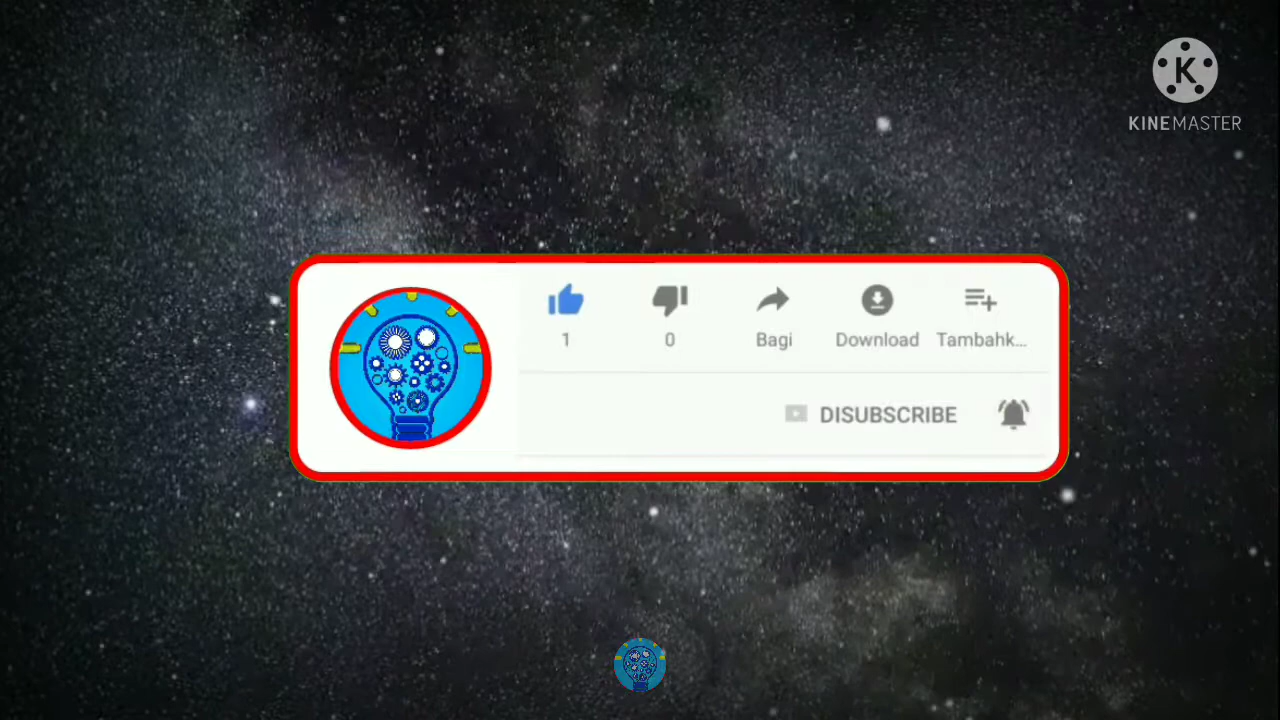 KINEMASTER
1
0
Bagi
Download
Tambahk...
DISUBSCRIBE